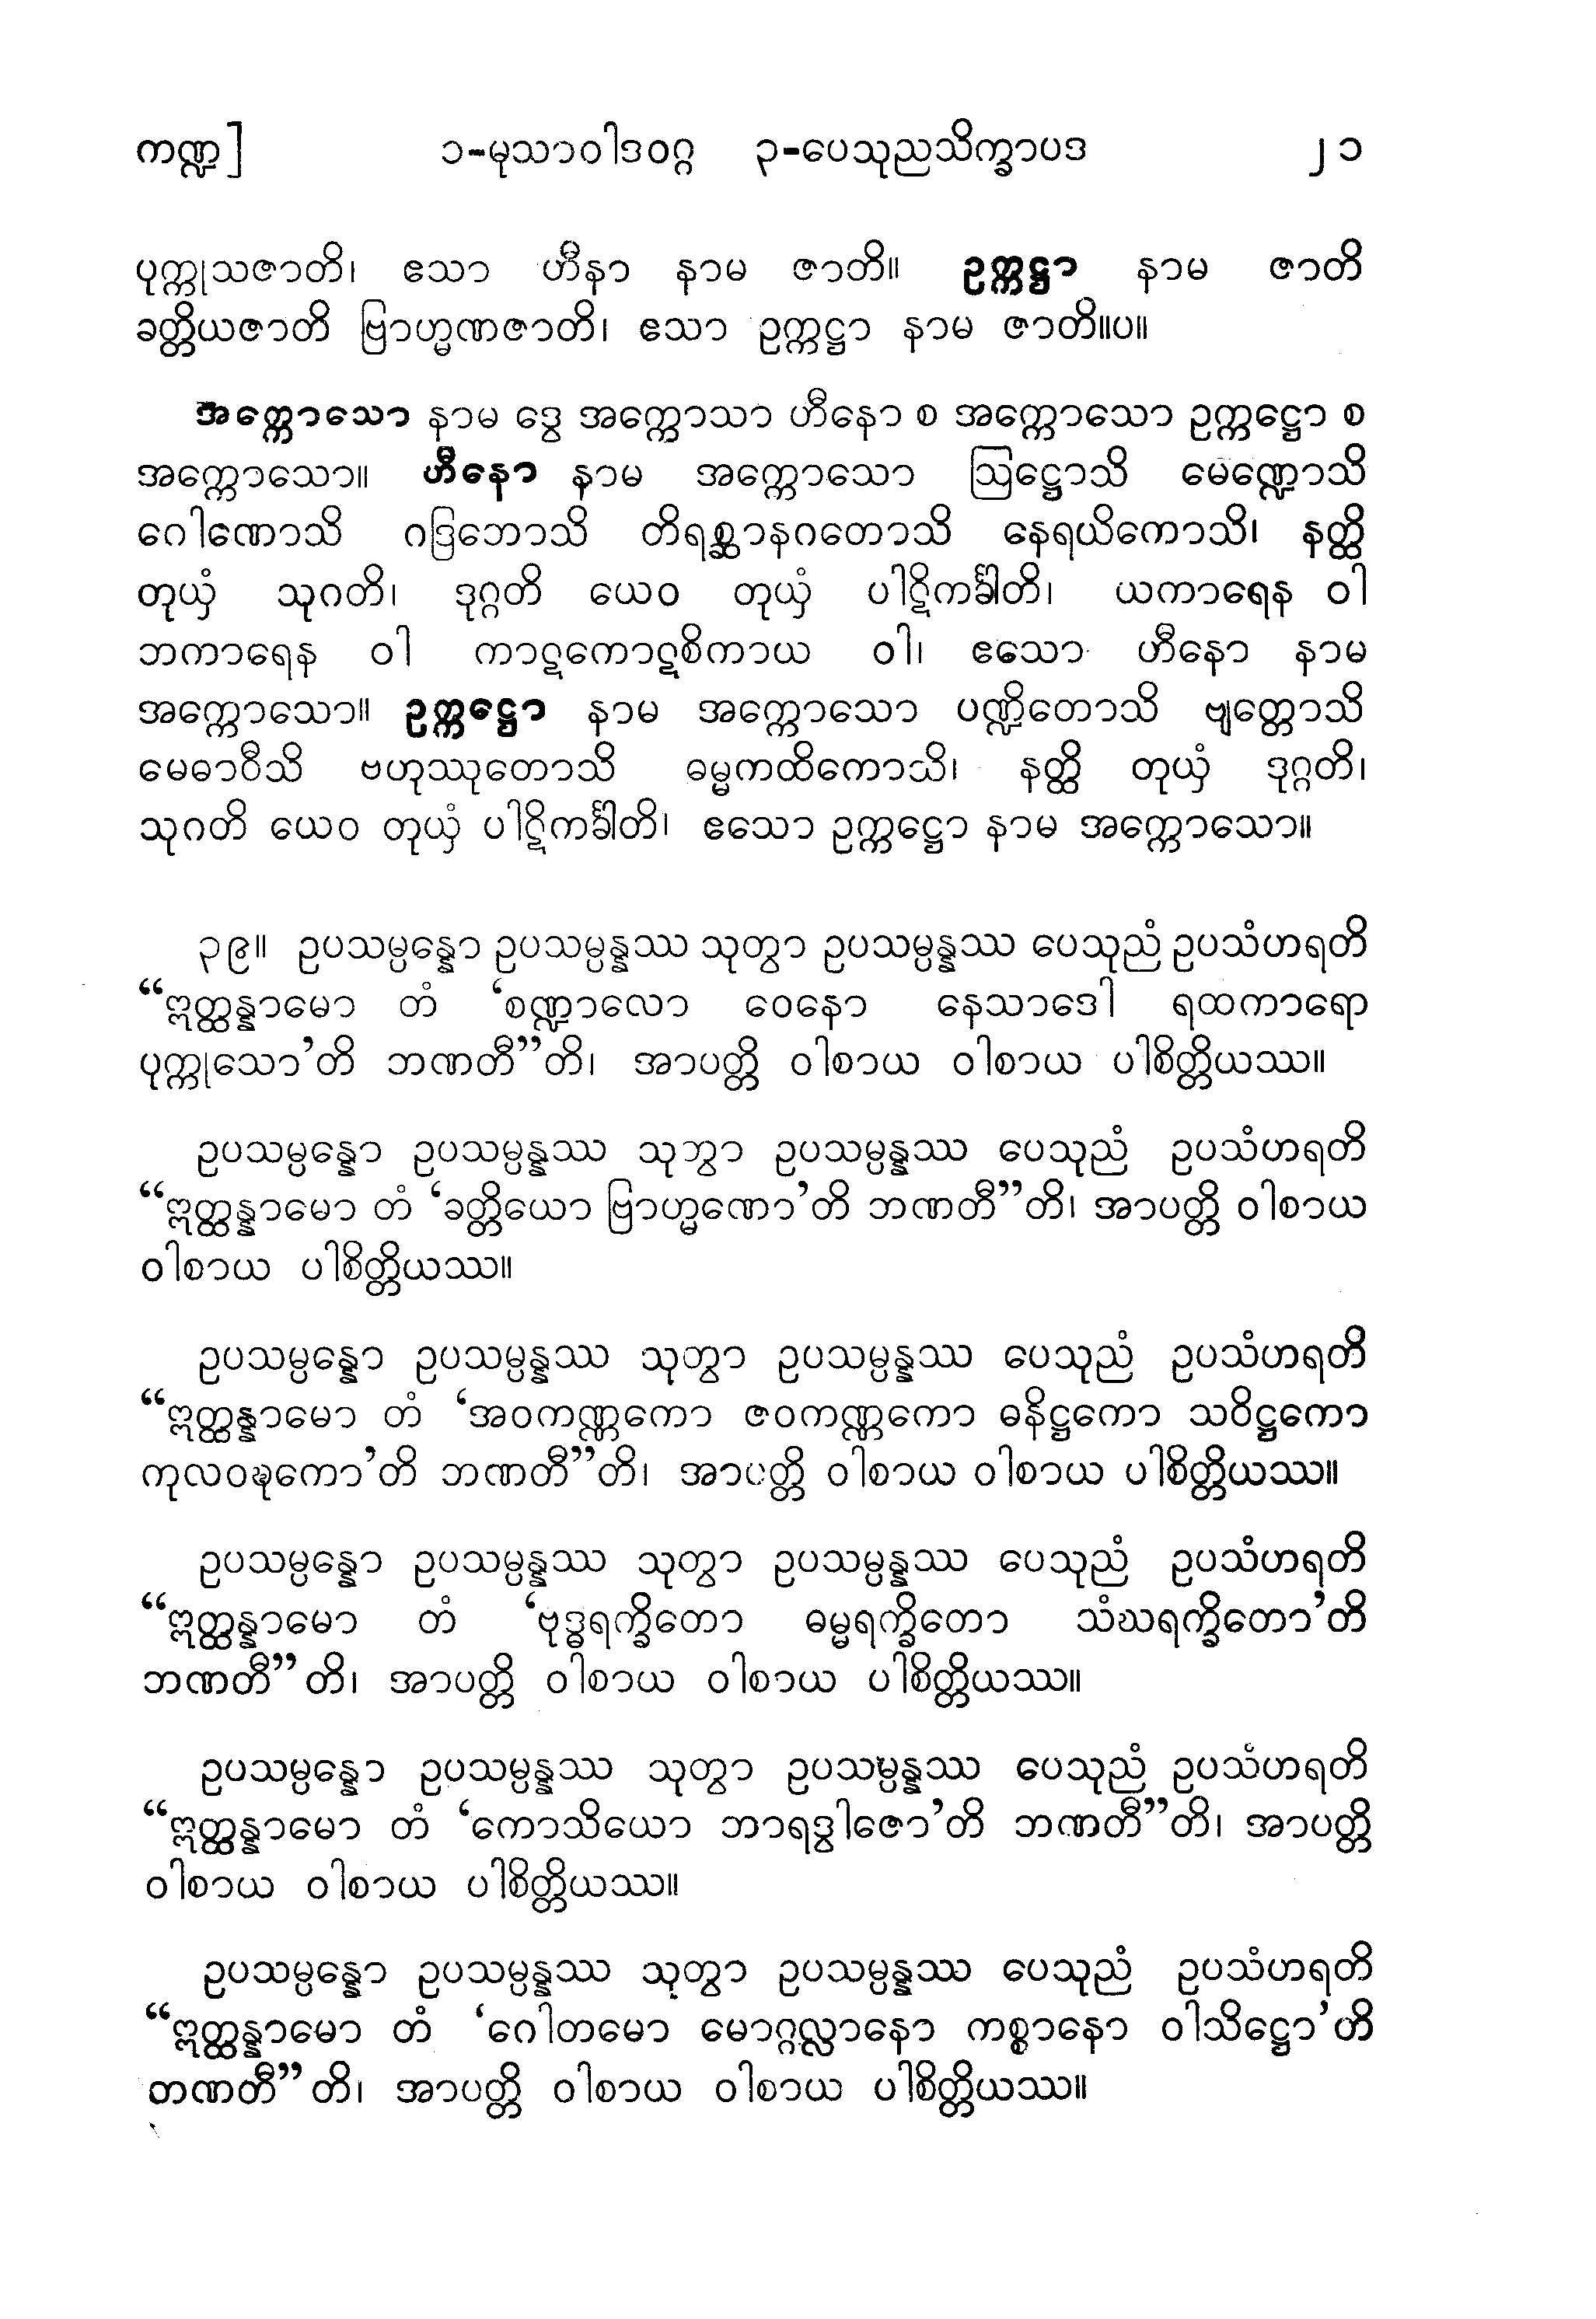 ကဏ္ဍ] ၁-မုသာဝါဒဝဂ္ဂ ၃-ပေသုညသိက္ခာပဒ ၂၁
ပုက္ကုသဇာတိ၊ ဧသာ ဟီနာ နာမ ဇာတိ။ ဥက္ကဋ္ဌာ နာမ ဇာတိ
ခတ္တိယဇာတိ ဗြာဟ္မဏဇာတိ၊ ဧသာ ဥက္ကဋ္ဌာ နာမ ဇာတိ။ပ။
အက္ကောသော နာမ ဒွေ အက္ကောသာ ဟီနော စ အက္ကောသော ဥက္ကဋ္ဌော စ
အက္ကောသော။ ဟီနော နာမ အက္ကောသော ဩဋ္ဌောသိ မေဏ္ဍောသိ
ဂေါဏောသိ ဂဒြဘောသိ တိရစ္ဆာနဂတောသိ နေရယိကောသိ၊ နတ္ထိ
တုယှံ သုဂတိ၊ ဒုဂ္ဂတိ ယေဝ တုယှံ ပါဋိကင်္ခါတိ၊ ယကာရေန ဝါ
ဘကာရေန ဝါ ကာဋကောဋစိကာယ ဝါ၊ ဧသော ဟီနော နာမ
အက္ကောသော။ ဥက္ကဋ္ဌော နာမ အက္ကောသော ပဏ္ဍိတောသိ ဗျတ္တောသိ
မေဓာဝီသိ ဗဟုဿုတောသိ ဓမ္မကထိကောသိ၊ နတ္ထိ တုယှံ ဒုဂ္ဂတိ၊
သုဂတိ ယေဝ တုယှံ ပါဋိကင်္ခါတိ၊ ဧသော ဥက္ကဋ္ဌော နာမ အက္ကောသော။
၃၉။ ဥပသမ္ပန္နော ဥပသမ္ပန္နဿ သုတွာ ဥပသမ္ပန္နဿ ပေသုညံ ဥပသံဟရတိ
“ဣတ္ထန္နာမော တံ ‘စဏ္ဍာလော ဝေနော နေသာဒေါ ရထကာရော
ပုက္ကုသော’တိ ဘဏတီ”တိ၊ အာပတ္တိ ဝါစာယ ဝါစာယ ပါစိတ္တိယဿ။
ဥပသမ္ပန္နော ဥပသမ္ပန္နဿ သုတွာ ဥပသမ္ပန္နဿ ပေသုညံ ဥပသံဟရတိ
“ဣတ္ထန္နာမော တံ ‘ခတ္တိယော ဗြာဟ္မဏော’တိ ဘဏတီ”တိ၊ အာပတ္တိ ဝါစာယ
ဝါစာယ ပါစိတ္တိယဿ။
ဥပသမ္ပန္နော ဥပသမ္ပန္နဿ သုတွာ ဥပသမ္ပန္နဿ ပေသုညံ ဥပသံဟရတိ
“ဣတ္ထန္နာမော တံ ‘အဝကဏ္ဏကော ဇဝကဏ္ဏကော ဓနိဋ္ဌကော သဝိဋ္ဌကော
ကုလဝဍ္ဎကော’တိ ဘဏတီ”တိ၊ အာပတ္တိ ဝါစာယ ဝါစာယ ပါစိတ္တိယဿ။
ဥပသမ္ပန္နော ဥပသမ္ပန္နဿ သုတွာ ဥပသမ္ပန္နဿ ပေသုညံ ဥပသံဟရတိ
“ဣတ္ထန္နာမော တံ ‘ဗုဒ္ဓရက္ခိတော ဓမ္မရက္ခိတော သံဃရက္ခိတော’တိ
ဘဏတီ”တိ၊ အာပတ္တိ ဝါစာယ ဝါစာယ ပါစိတ္တိယဿ။
ဥပသမ္ပန္နော ဥပသမ္ပန္နဿ သုတွာ ဥပသမ္ပန္နဿ ပေသုညံ ဥပသံဟရတိ
“ဣတ္ထန္နာမော တံ ‘ကောသိယော ဘာရဒွါဇော’တိ ဘဏတီ”တိ၊ အာပတ္တိ
ဝါစာယ ဝါစာယ ပါစိတ္တိယဿ။
ဥပသမ္ပန္နော ဥပသမ္ပန္နဿ သုတွာ ဥပသမ္ပန္နဿ ပေသုညံ ဥပသံဟရတိ
“ဣတ္ထန္နာမော တံ ‘ဂေါတမော မောဂ္ဂလ္လာနော ကစ္စာနော ဝါသိဋ္ဌော’တိ
ဘဏတီ”တိ၊ အာပတ္တိ ဝါစာယ ဝါစာယ ပါစိတ္တိယဿ။